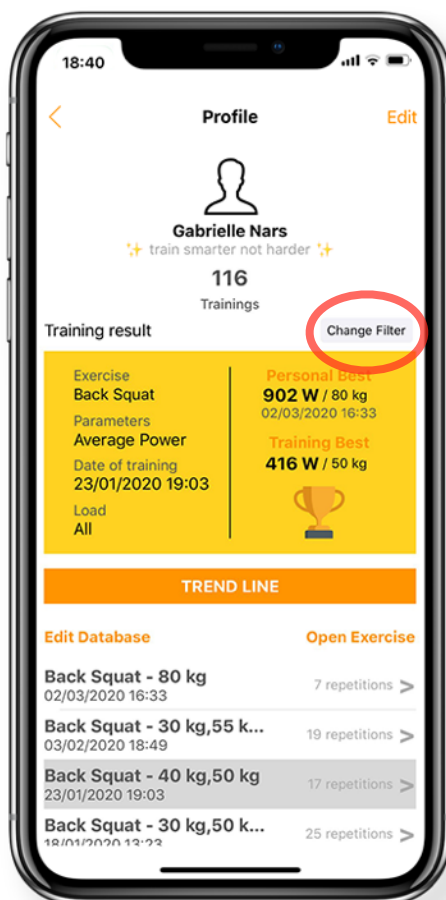 18:40
Profile
Edit
Gabrielle Nars
✨ train smarter not harder ✨
116
Trainings
Training result
Change Filter
Exercise
Back Squat
Parameters
Average Power
Date of training
23/01/2020 19:03
Load
All
Personal Best
902 W / 80 kg
02/03/2020 16:33
Training Best
416 W / 50 kg
TREND LINE
Edit Database
Open Exercise
Back Squat - 80 kg
02/03/2020 16:33
7 repetitions >
Back Squat - 30 kg,55 k...
03/02/2020 18:49
19 repetitions >
Back Squat - 40 kg,50 kg
23/01/2020 19:03
17 repetitions >
Back Squat - 30 kg,50 k...
18/01/2020 13:23
25 repetitions >